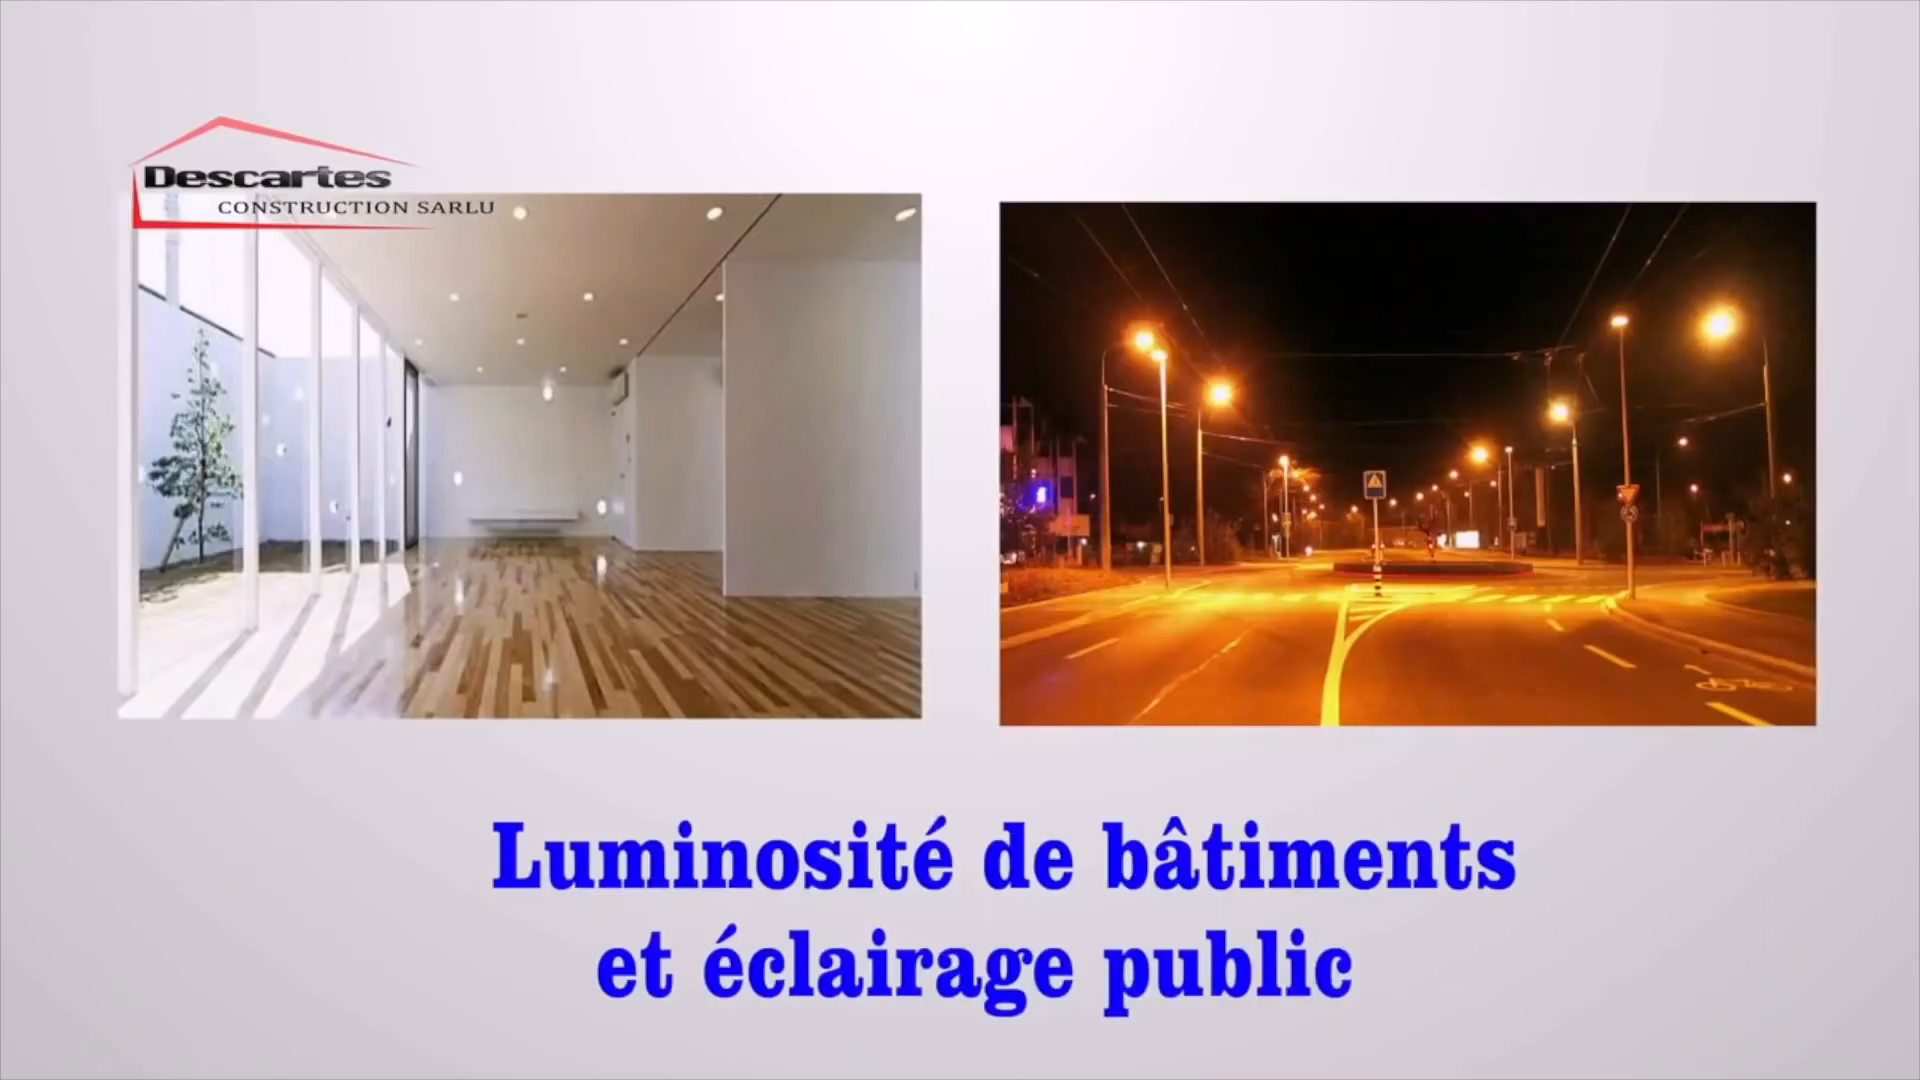 Descartes
CONSTRUCTION SARLU
Luminosité de bâtiments
et éclairage public